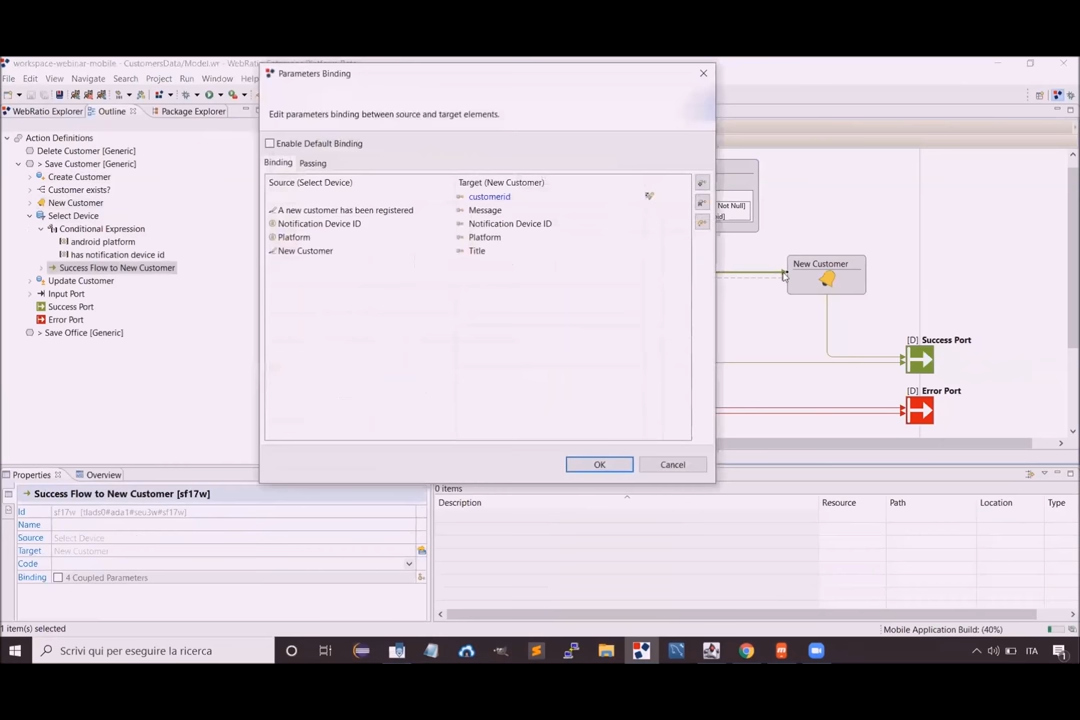 workspace-webinar-mobile - CustomersData/Model.wr - WebRatio
File Edit View Navigate Search Project Run Window Help
WebRatio Explorer Outline Package Explorer
Action Definitions
Delete Customer [Generic]
> Save Customer [Generic]
Create Customer
Customer exists?
New Customer
Select Device
Conditional Expression
android platform
has notification device id
Success Flow to New Customer
Update Customer
Input Port
Success Port
Error Port
> Save Office [Generic]
Parameters Binding
Edit parameters binding between source and target elements.
Enable Default Binding
Binding Passing
Source (Select Device) Target (New Customer)
customerid
A new customer has been registered Message
Notification Device ID Notification Device ID
Platform Platform
New Customer Title
OK Cancel
Not Null]
New Customer
[D] Success Port
[D] Error Port
Properties Overview
Success Flow to New Customer [sf17w]
Id
Name
Source Select Device
Target New Customer
Code
Binding 4 Coupled Parameters
0 items
Description Resource Path Location Type
1 item(s) selected
Mobile Application Build: (40%)
Scrivi qui per eseguire la ricerca
ITA